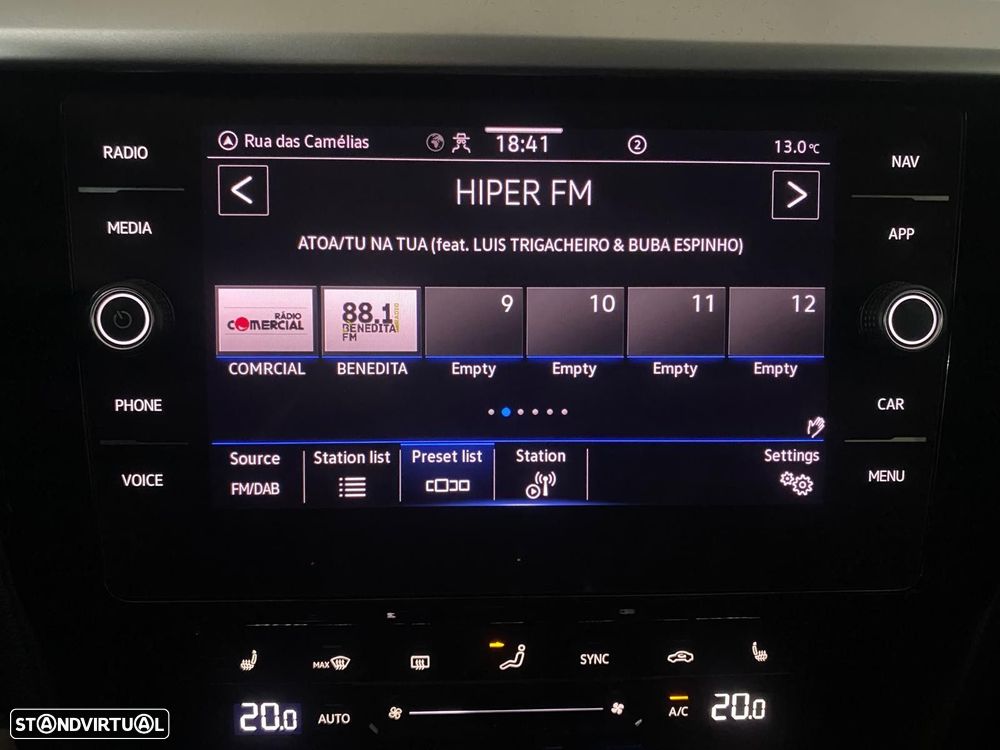 RADIO
MEDIA
PHONE
VOICE
Rua das Camélias 18:41 2 13.0°C
< HIPER FM >
ATOA/TU NA TUA (feat. LUIS TRIGACHEIRO & BUBA ESPINHO)
RÁDIO
COMERCIAL
88.1
BENEDITA
FM
9 10 11 12
COMRCIAL BENEDITA Empty Empty Empty Empty
Source Station list Preset list Station Settings
FM/DAB
NAV
APP
CAR
MENU
MAX SYNC
20.0 AUTO A/C 20.0
STANDVIRTUAL